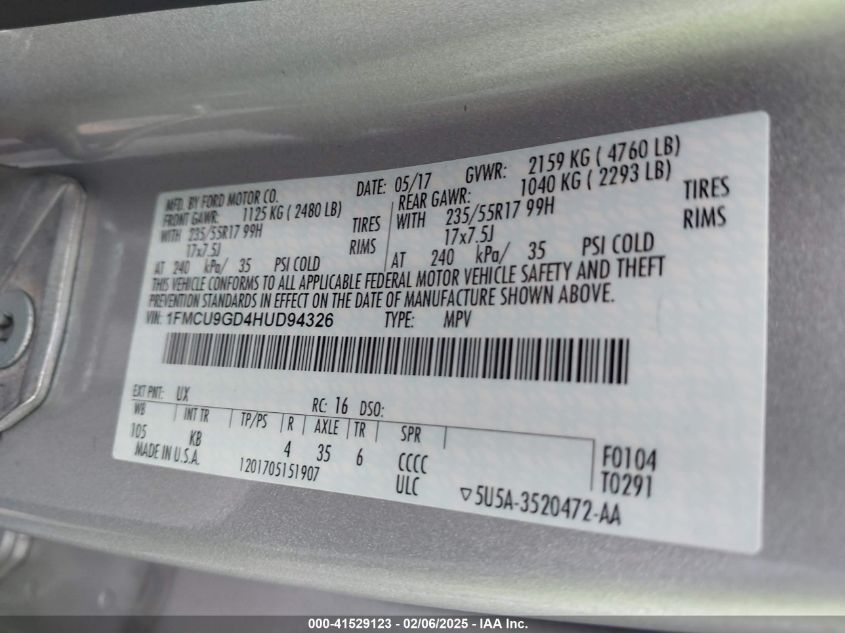 MFD. BY FORD MOTOR CO. DATE: 05/17 GVWR: 2159 KG ( 4760 LB)
FRONT GAWR: 1125 KG ( 2480 LB) REAR GAWR: 1040 KG ( 2293 LB)
WITH 235/55R17 99H TIRES WITH 235/55R17 99H TIRES
17x7.5J RIMS 17x7.5J RIMS
AT 240 kPa/ 35 PSI COLD AT 240 kPa/ 35 PSI COLD
THIS VEHICLE CONFORMS TO ALL APPLICABLE FEDERAL MOTOR VEHICLE SAFETY AND THEFT
PREVENTION STANDARDS IN EFFECT ON THE DATE OF MANUFACTURE SHOWN ABOVE.
VIN: 1FMCU9GD4HUD94326 TYPE: MPV
EXT PNT: UX RC: 16 DSO:
WB INT TR TP/PS R AXLE TR SPR
105 KB 4 35 6 CCCC F0104
MADE IN U.S.A. 1201705151907 ULC T0291
5U5A-3520472-AA
000-41529123 - 02/06/2025 - IAA Inc.